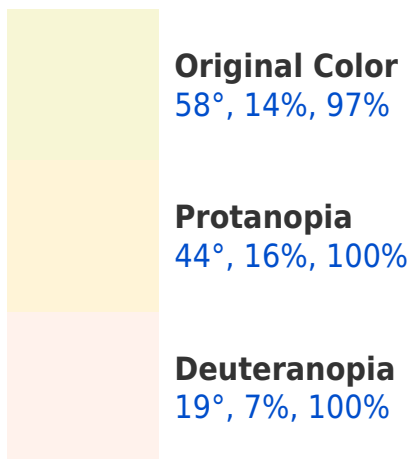 Original Color
58°, 14%, 97%
Protanopia
44°, 16%, 100%
Deuteranopia
19°, 7%, 100%